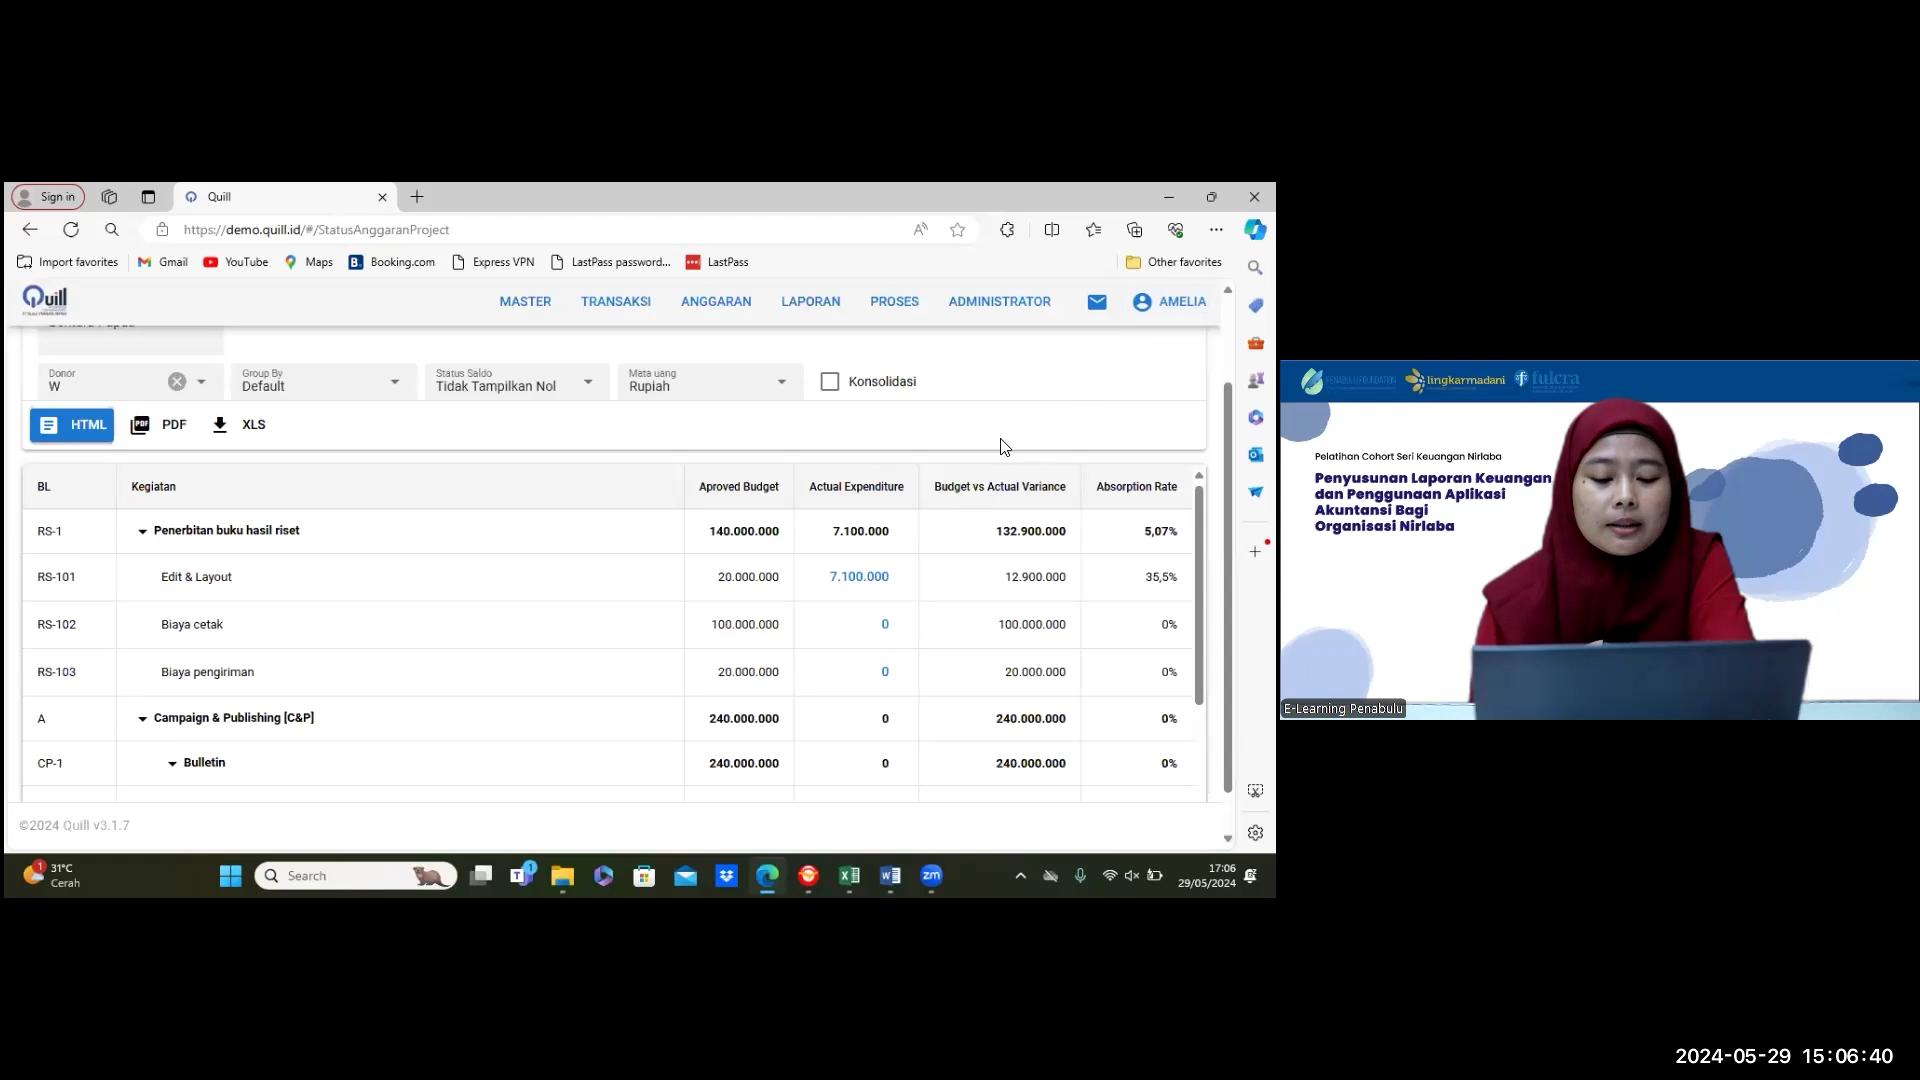 Sign in
Quill
https://demo.quill.id/#/StatusAnggaranProject
Import favorites
Gmail
YouTube
Maps
Booking.com
Express VPN
LastPass password...
LastPass
Other favorites
Quill
MASTER
TRANSAKSI
ANGGARAN
LAPORAN
PROSES
ADMINISTRATOR
AMELIA
Donor
W
Group By
Default
Status Saldo
Tidak Tampilkan Nol
Mata uang
Rupiah
Konsolidasi
HTML
PDF
XLS
BL Kegiatan Aproved Budget Actual Expenditure Budget vs Actual Variance Absorption Rate
RS-1 Penerbitan buku hasil riset 140.000.000 7.100.000 132.900.000 5,07%
RS-101 Edit & Layout 20.000.000 7.100.000 12.900.000 35,5%
RS-102 Biaya cetak 100.000.000 0 100.000.000 0%
RS-103 Biaya pengiriman 20.000.000 0 20.000.000 0%
A Campaign & Publishing [C&P] 240.000.000 0 240.000.000 0%
CP-1 Bulletin 240.000.000 0 240.000.000 0%
©2024 Quill v3.1.7
1
31°C
Cerah
Search
1
zm
17:06
29/05/2024
PENABULU FOUNDATION
lingkarmadani
fulcra
Pelatihan Cohort Seri Keuangan Nirlaba
Penyusunan Laporan Keuangan
dan Penggunaan Aplikasi
Akuntansi Bagi
Organisasi Nirlaba
E-Learning Penabulu
2024-05-29 15:06:40